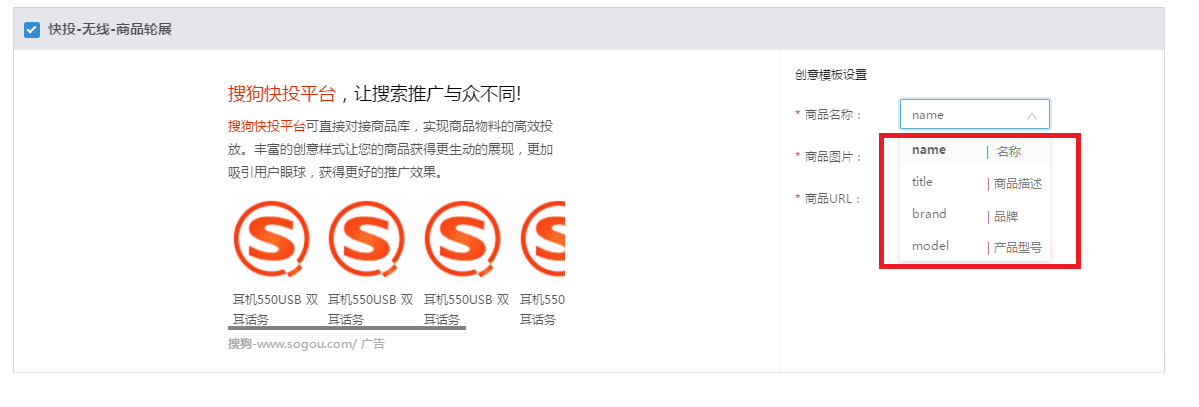 快投-无线-商品轮展
搜狗快投平台，让搜索推广与众不同!
搜狗快投平台可直接对接商品库，实现商品物料的高效投
放。丰富的创意样式让您的商品获得更生动的展现，更加
吸引用户眼球，获得更好的推广效果。
耳机550USB 双 耳机550USB 双 耳机550USB 双 耳机550
耳话务 耳话务 耳话务 耳话务
搜狗-www.sogou.com/ 广告
创意模板设置
* 商品名称： name
* 商品图片：
* 商品URL：
name | 名称
title | 商品描述
brand | 品牌
model | 产品型号